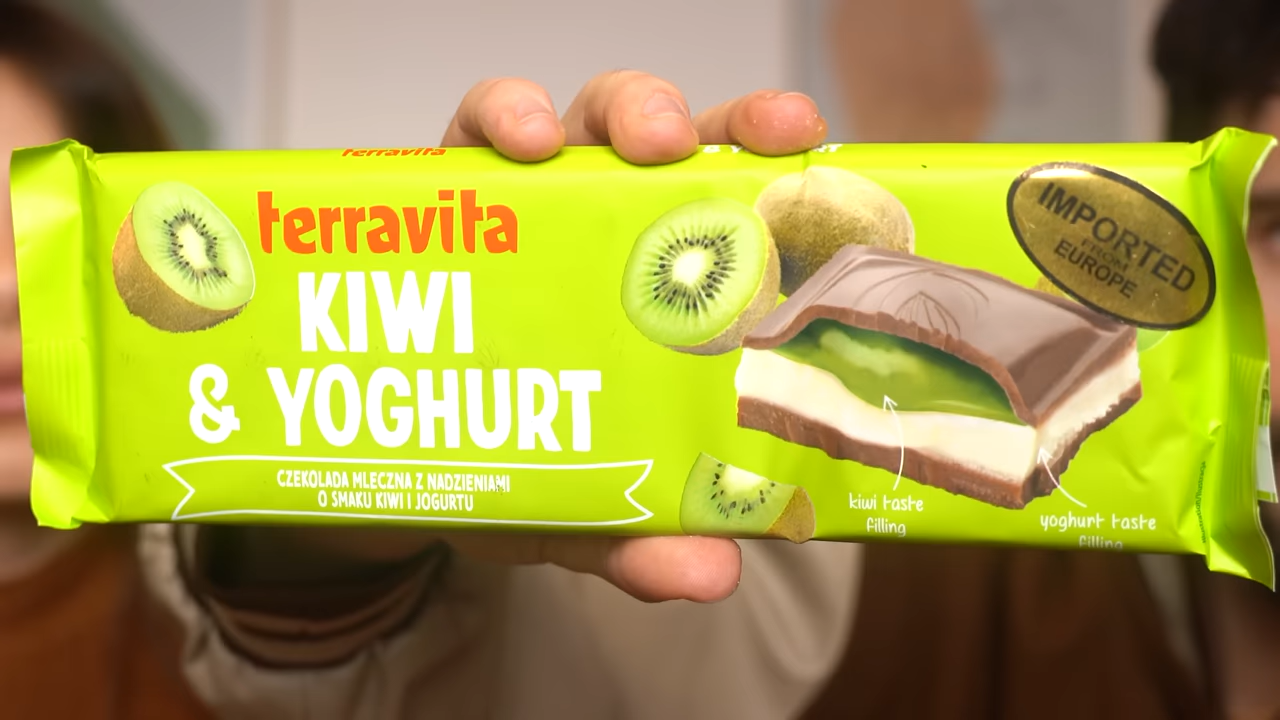 terravita
terravita
KIWI
& YOGHURT
CZEKOLADA MLECZNA Z NADZIENIAMI
O SMAKU KIWI I JOGURTU
IMPORTED
FROM
EUROPE
kiwi taste
filling
yoghurt taste
filling